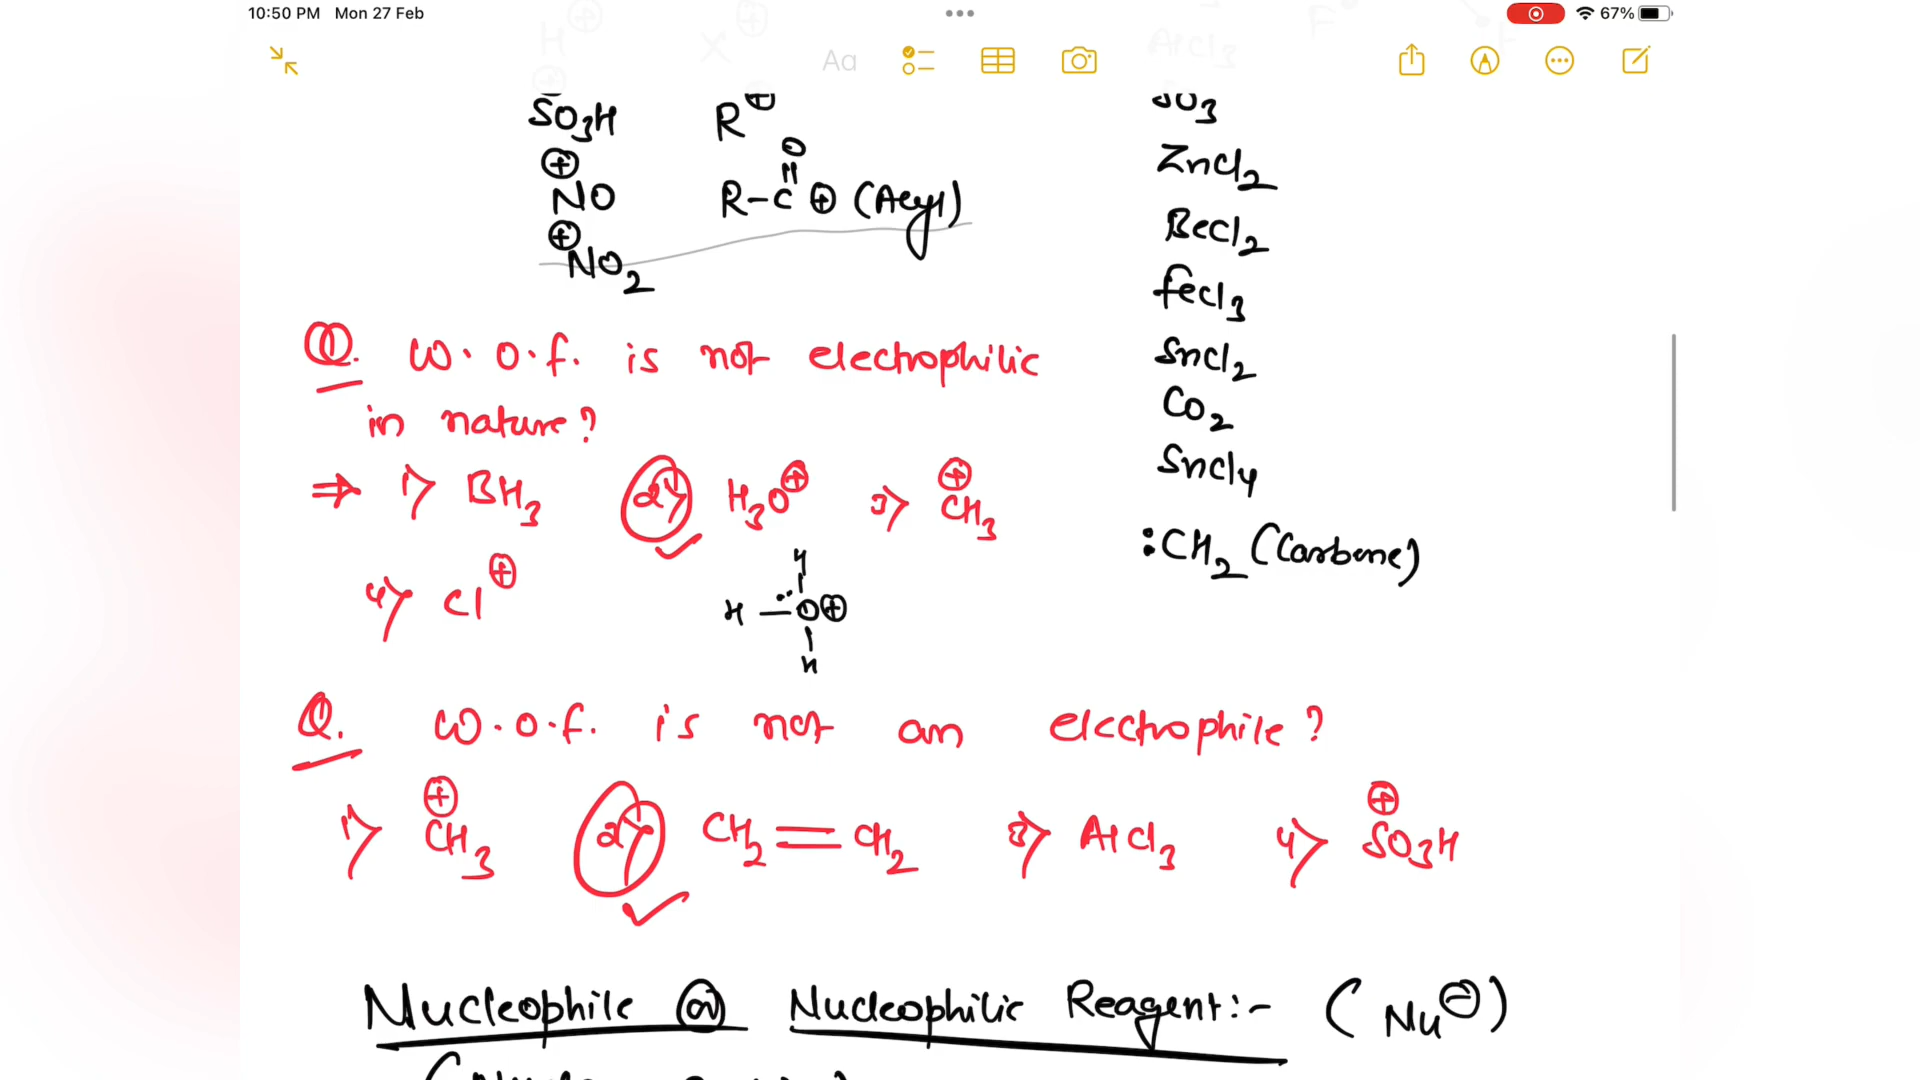 10:50 PM Mon 27 Feb
67%
H⊕ X⊕ AlCl3 F
Aa
⊕SO3H R⊕ SO3
⊕NO R-C(=O)⊕ (Acyl) ZnCl2
⊕NO2 BeCl2
FeCl3
Q. W.O.f. is not electrophilic SnCl2
in nature? CO2
⇒ 1> BH3 2> H3O⊕ 3> ⊕CH3 SnCl4
:CH2 (Carbene)
4> Cl⊕
H
H — O⊕
H
Q. W.O.f. is not an electrophile?
1> ⊕CH3 2> CH2=CH2 3> AlCl3 4> ⊕SO3H
Nucleophile or Nucleophilic Reagent:- (Nu⊖)